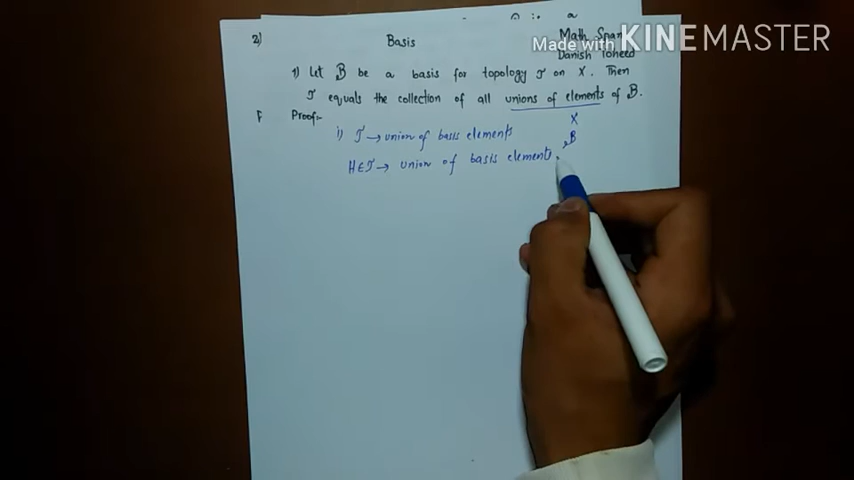 2) Basis Math Span
Danish Toheed
Made with KINEMASTER
1) Let B be a basis for topology T on X. Then
T equals the collection of all unions of elements of B.
Proof:-
i) T → union of basis elements
H ∈ T → union of basis elements
X
B